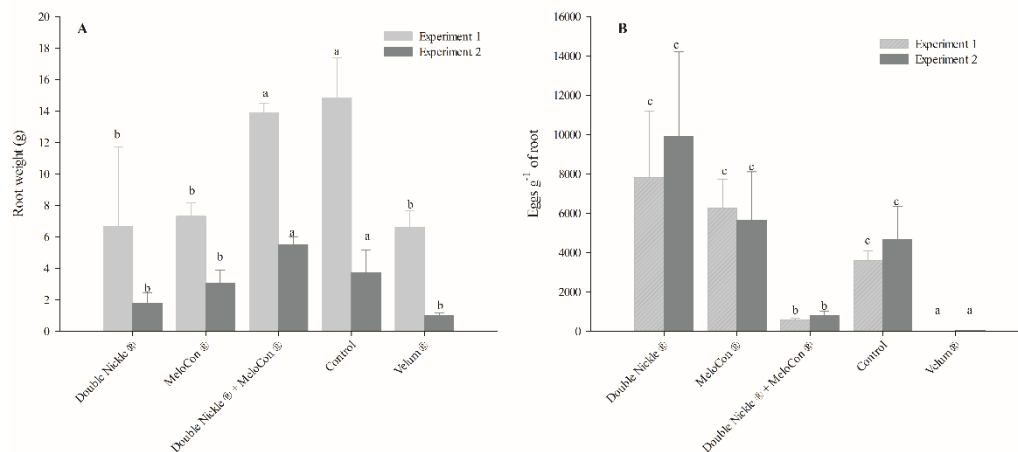 A
Experiment 1
Experiment 2
Root weight (g)
20
18
16
14
12
10
8
6
4
2
0
b
b
b
b
a
a
a
a
b
b
Double Nickle ®
MeloCon ®
Double Nickle ® + MeloCon ®
Control
Velum ®
B
Experiment 1
Experiment 2
Eggs g-1 of root
16000
14000
12000
10000
8000
6000
4000
2000
0
c
c
c
c
b
b
c
c
a
a
Double Nickle ®
MeloCon ®
Double Nickle ® + MeloCon ®
Control
Velum ®